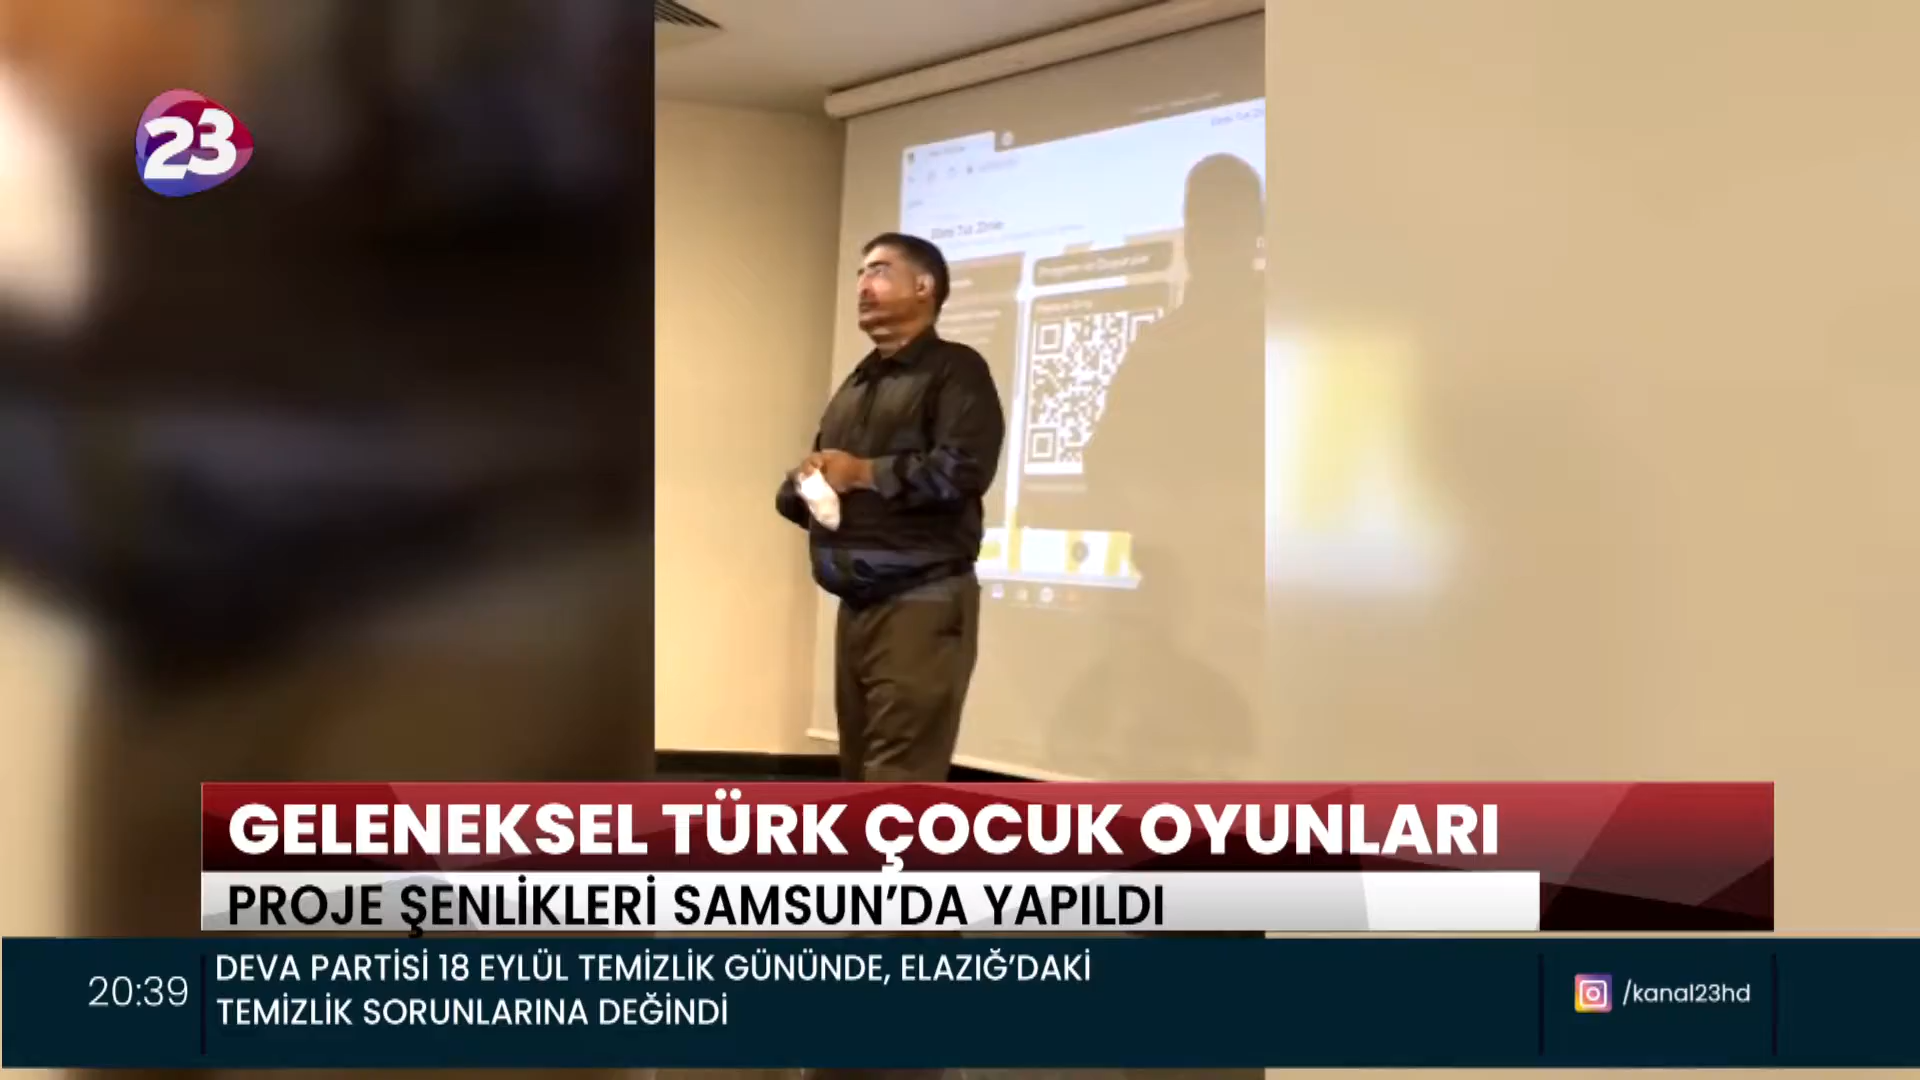 23
GELENEKSEL TÜRK ÇOCUK OYUNLARI
PROJE ŞENLİKLERİ SAMSUN’DA YAPILDI
20:39
DEVA PARTİSİ 18 EYLÜL TEMİZLİK GÜNÜNDE, ELAZIĞ’DAKİ
TEMİZLİK SORUNLARINA DEĞİNDİ
/kanal23hd